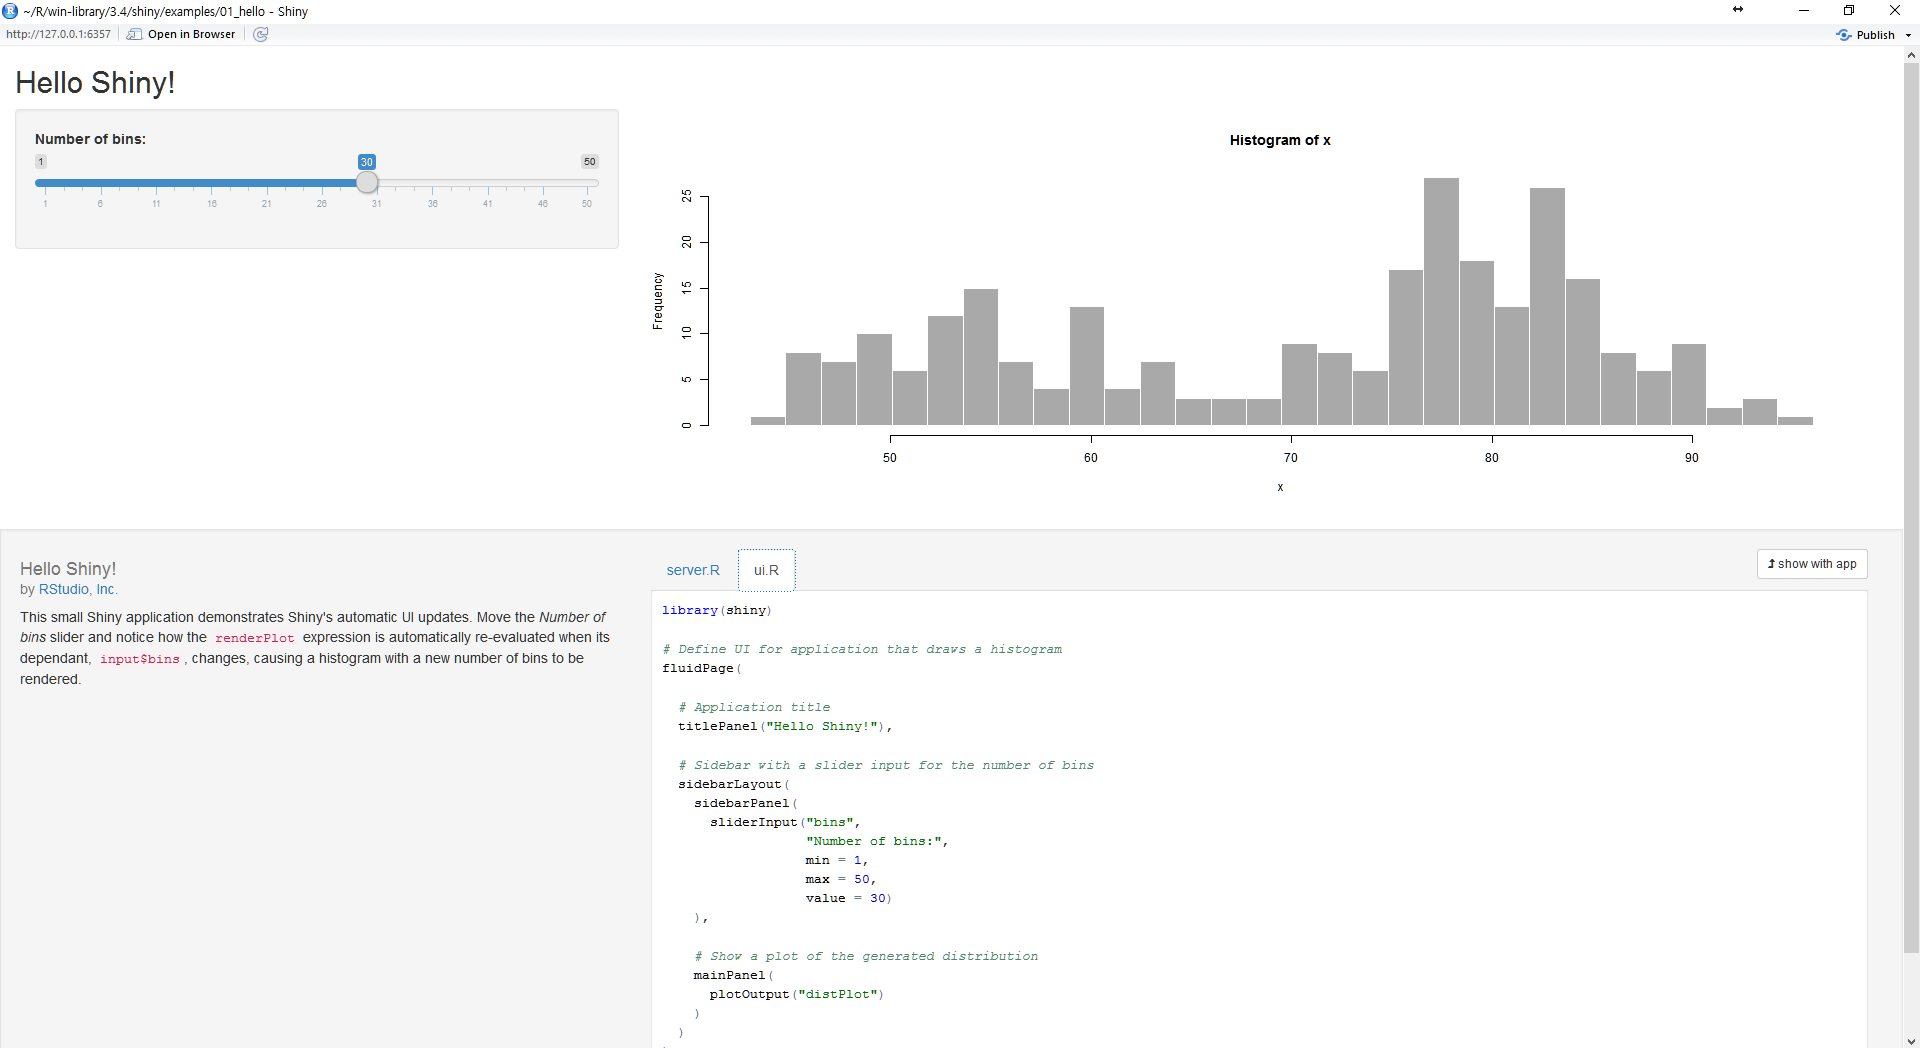 ~/R/win-library/3.4/shiny/examples/01_hello - Shiny
http://127.0.0.1:6357 Open in Browser Publish
Hello Shiny!
Number of bins:
1 30 50
1 6 11 16 21 26 31 36 41 46 50
Histogram of x
Frequency
25
20
15
10
5
0
50 60 70 80 90
x
Hello Shiny!
by RStudio, Inc.
This small Shiny application demonstrates Shiny's automatic UI updates. Move the Number of
bins slider and notice how the renderPlot expression is automatically re-evaluated when its
dependant, input$bins , changes, causing a histogram with a new number of bins to be
rendered.
server.R ui.R show with app
library(shiny)
# Define UI for application that draws a histogram
fluidPage(
# Application title
titlePanel("Hello Shiny!"),
# Sidebar with a slider input for the number of bins
sidebarLayout(
sidebarPanel(
sliderInput("bins",
"Number of bins:",
min = 1,
max = 50,
value = 30)
),
# Show a plot of the generated distribution
mainPanel(
plotOutput("distPlot")
)
)